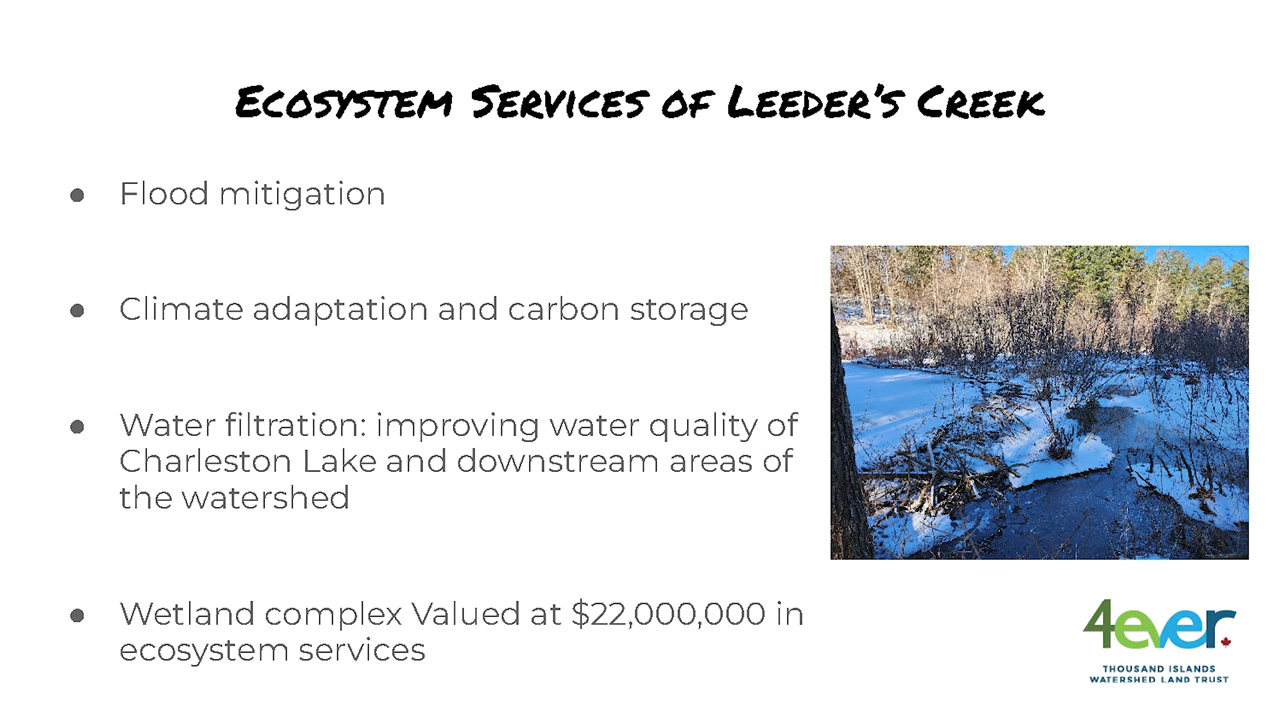 Ecosystem Services of Leeder's Creek
● Flood mitigation
● Climate adaptation and carbon storage
● Water filtration: improving water quality of
Charleston Lake and downstream areas of
the watershed
● Wetland complex Valued at $22,000,000 in
ecosystem services
4ever.
THOUSAND ISLANDS
WATERSHED LAND TRUST